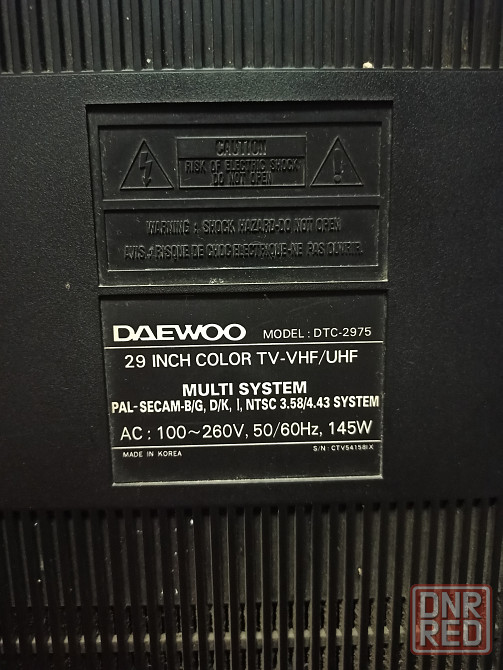 CAUTION
RISK OF ELECTRIC SHOCK
DO NOT OPEN
WARNING : SHOCK HAZARD-DO NOT OPEN
AVIS : RISQUE DE CHOC ELECTRIQUE-NE PAS OUVRIR.
DAEWOO MODEL : DTC-2975
29 INCH COLOR TV-VHF/UHF
MULTI SYSTEM
PAL-SECAM-B/G, D/K, I, NTSC 3.58/4.43 SYSTEM
AC : 100~260V, 50/60Hz, 145W
MADE IN KOREA S/N : CTV54158IX
DNR
RED